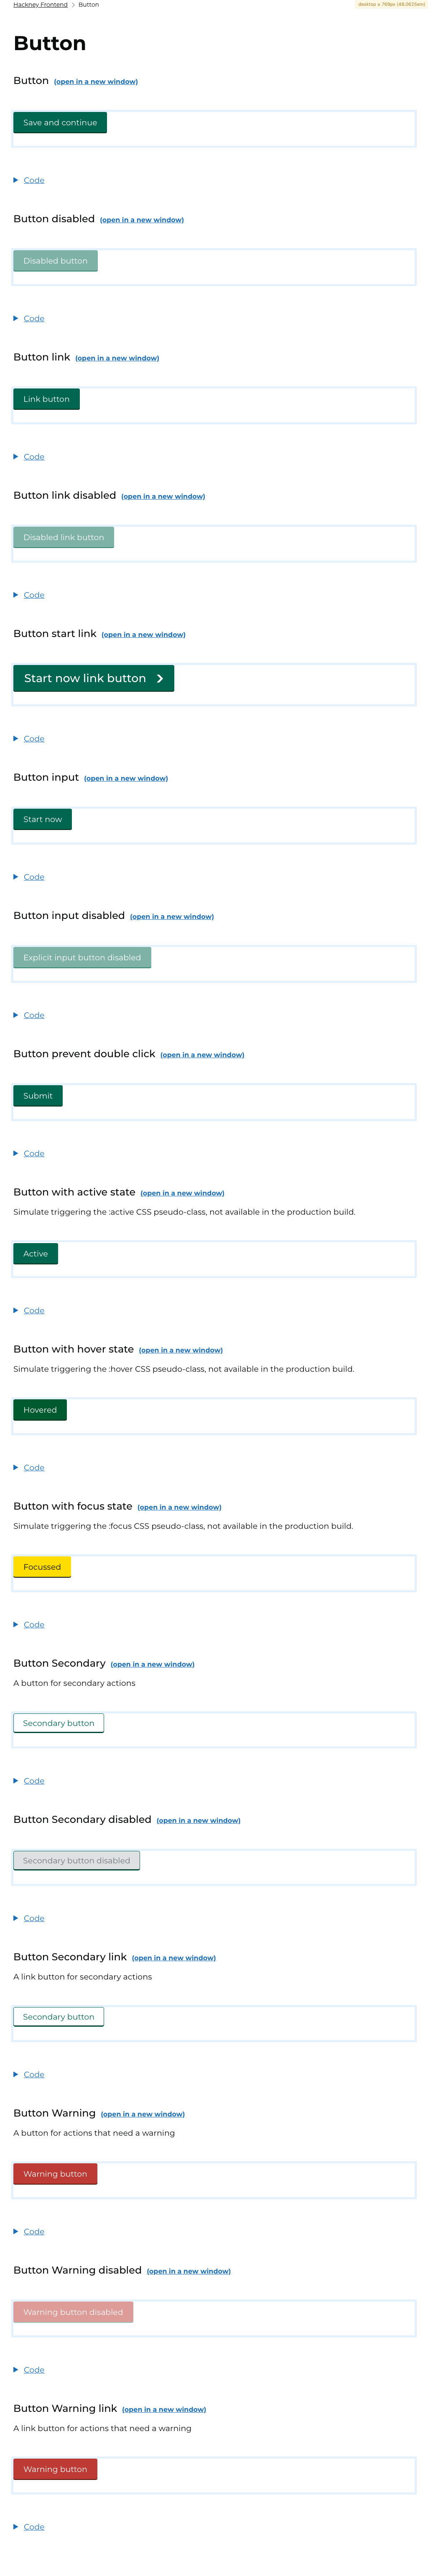 Hackney Frontend > Button
desktop ≥ 769px (48.0625em)
Button
Button (open in a new window)
Save and continue
Code
Button disabled (open in a new window)
Disabled button
Code
Button link (open in a new window)
Link button
Code
Button link disabled (open in a new window)
Disabled link button
Code
Button start link (open in a new window)
Start now link button
Code
Button input (open in a new window)
Start now
Code
Button input disabled (open in a new window)
Explicit input button disabled
Code
Button prevent double click (open in a new window)
Submit
Code
Button with active state (open in a new window)
Simulate triggering the :active CSS pseudo-class, not available in the production build.
Active
Code
Button with hover state (open in a new window)
Simulate triggering the :hover CSS pseudo-class, not available in the production build.
Hovered
Code
Button with focus state (open in a new window)
Simulate triggering the :focus CSS pseudo-class, not available in the production build.
Focussed
Code
Button Secondary (open in a new window)
A button for secondary actions
Secondary button
Code
Button Secondary disabled (open in a new window)
Secondary button disabled
Code
Button Secondary link (open in a new window)
A link button for secondary actions
Secondary button
Code
Button Warning (open in a new window)
A button for actions that need a warning
Warning button
Code
Button Warning disabled (open in a new window)
Warning button disabled
Code
Button Warning link (open in a new window)
A link button for actions that need a warning
Warning button
Code